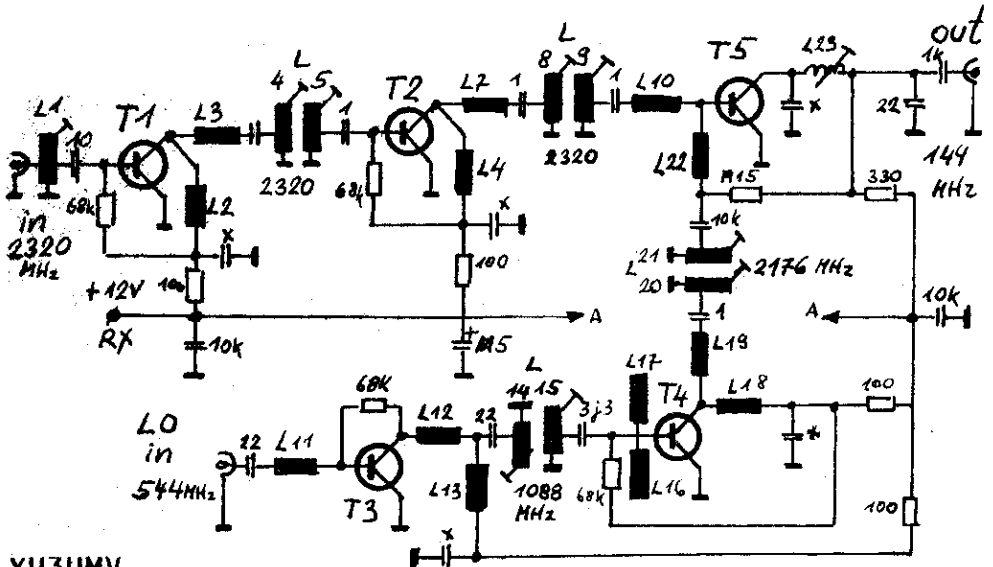 out
T5
L23
1k
L
8 9
L7
1
1
L10
T2
L
4 5
1
L3
T1
L1
10
x
22
144
MHz
L22
M15
330
2320
L4
68k
2320
L2
68k
in
2320
MHz
x
x
10k
100
100
L 21
20
2176 MHz
+12V
RX
A
A
10k
1
10k
+
M5
L19
68k
L
14 15
L17
T4
L18
100
LO
in
544MHz
22
L11
L12
22
3j3
x
T3
L13
1088
MHz
68k
L16
100
x